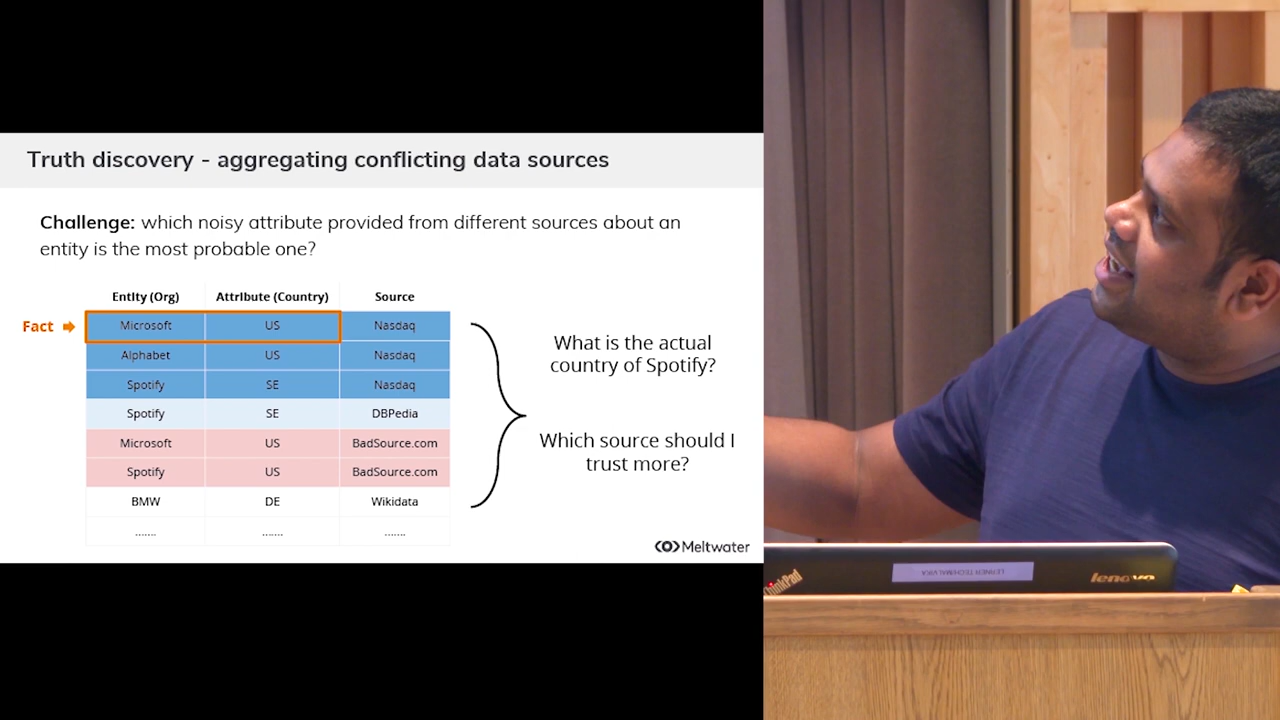 Truth discovery - aggregating conflicting data sources
Challenge: which noisy attribute provided from different sources about an
entity is the most probable one?
Entity (Org) Attribute (Country) Source
Fact Microsoft US Nasdaq
Alphabet US Nasdaq
Spotify SE Nasdaq
Spotify SE DBPedia
Microsoft US BadSource.com
Spotify US BadSource.com
BMW DE Wikidata
....... ....... .......
What is the actual
country of Spotify?
Which source should I
trust more?
Meltwater
ThinkPad
lenovo